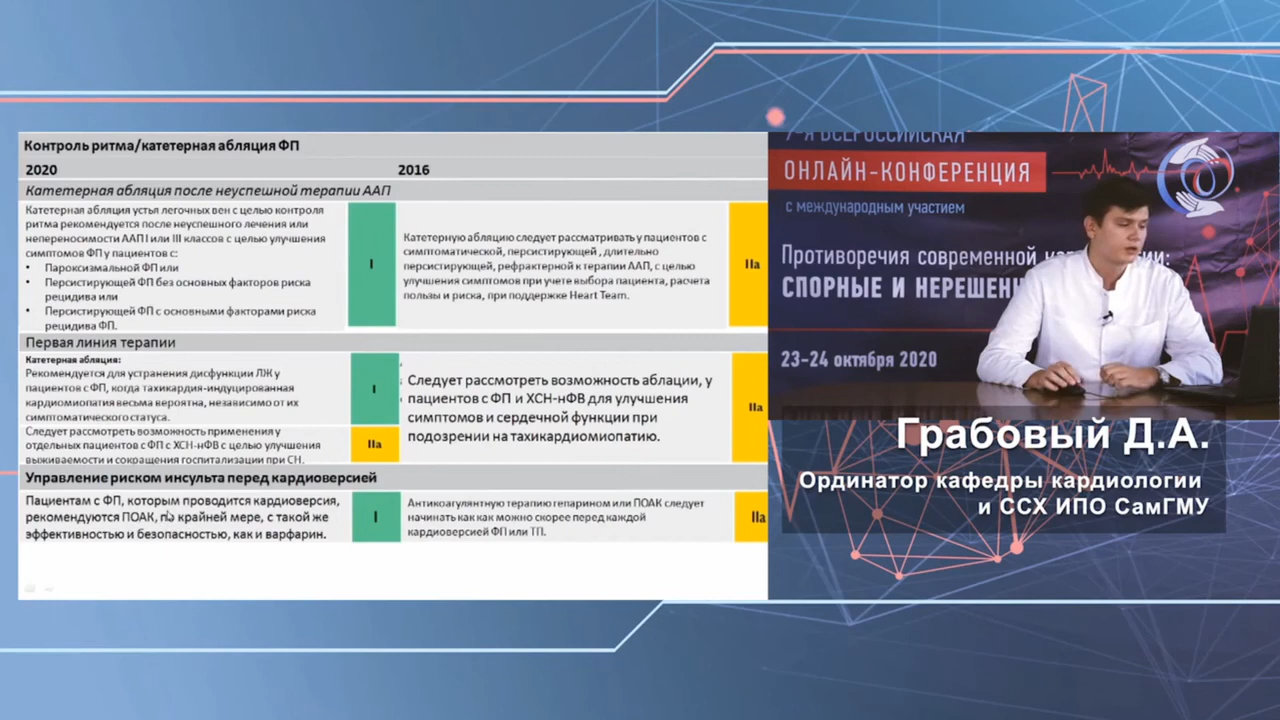 Контроль ритма/катетерная абляция ФП
2020
2016
Катетерная абляция после неуспешной терапии ААП
Катетерная абляция устья легочных вен с целью контроля
ритма рекомендуется после неуспешного лечения или
непереносимости ААП I или III классов с целью улучшения
симптомов ФП у пациентов с:
• Пароксизмальной ФП или
• Персистирующей ФП без основных факторов риска
рецидива или
• Персистирующей ФП с основными факторами риска
рецидива ФП.
I
Катетерную абляцию следует рассматривать у пациентов с
симптоматической, персистирующей , длительно
персистирующей, рефрактерной к терапии ААП, с целью
улучшения симптомов при учете выбора пациента, расчета
пользы и риска, при поддержке Heart Team.
IIa
Первая линия терапии
Катетерная абляция:
Рекомендуется для устранения дисфункции ЛЖ у
пациентов с ФП, когда тахикардия-индуцированная
кардиомиопатия весьма вероятна, независимо от их
симптоматического статуса.
I
Следует рассмотреть возможность применения у
отдельных пациентов с ФП с ХСН-нФВ с целью улучшения
выживаемости и сокращения госпитализации при СН.
IIa
Следует рассмотреть возможность аблации, у
пациентов с ФП и ХСН-нФВ для улучшения
симптомов и сердечной функции при
подозрении на тахикардиомиопатию.
IIa
Управление риском инсульта перед кардиоверсией
Пациентам с ФП, которым проводится кардиоверсия,
рекомендуются ПОАК, по крайней мере, с такой же
эффективностью и безопасностью, как и варфарин.
I
Антикоагулянтную терапию гепарином или ПОАК следует
начинать как как можно скорее перед каждой
кардиоверсией ФП или ТП.
IIa
7-Я ВСЕРОССИЙСКАЯ
ОНЛАЙН-КОНФЕРЕНЦИЯ
с международным участием
Противоречия современной
СПОРНЫЕ И
23-24 октября 2020
Грабовый Д.А.
Ординатор кафедры кардиологии
и ССХ ИПО СамГМУ